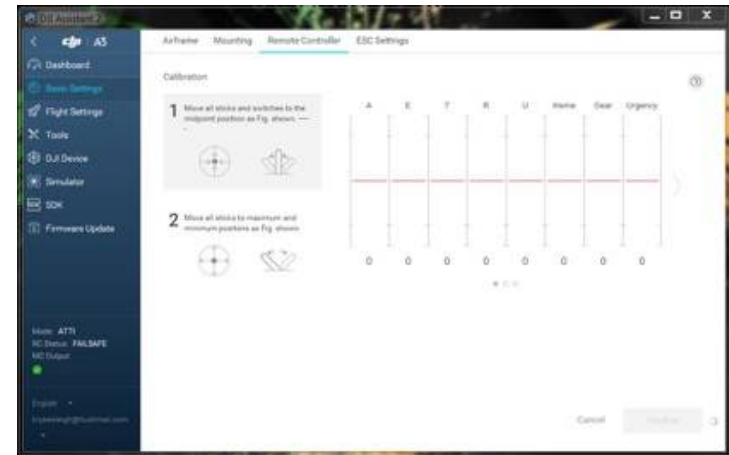 DJI Assistant 2
dji A3
Airframe Mounting Remote Controller ESC Settings
Dashboard
Basic Settings
Flight Settings
Tools
DJI Device
Simulator
SDK
Firmware Update
Calibration
1 Move all sticks and switches to the
midpoint position as Fig. shown.
2 Move all sticks to maximum and
minimum positions as Fig. shown
A E T R U Home Gear Urgency
0 0 0 0 0 0 0 0
Mode: ATTI
RC Status: FAILSAFE
MC Output:
English
Cancel